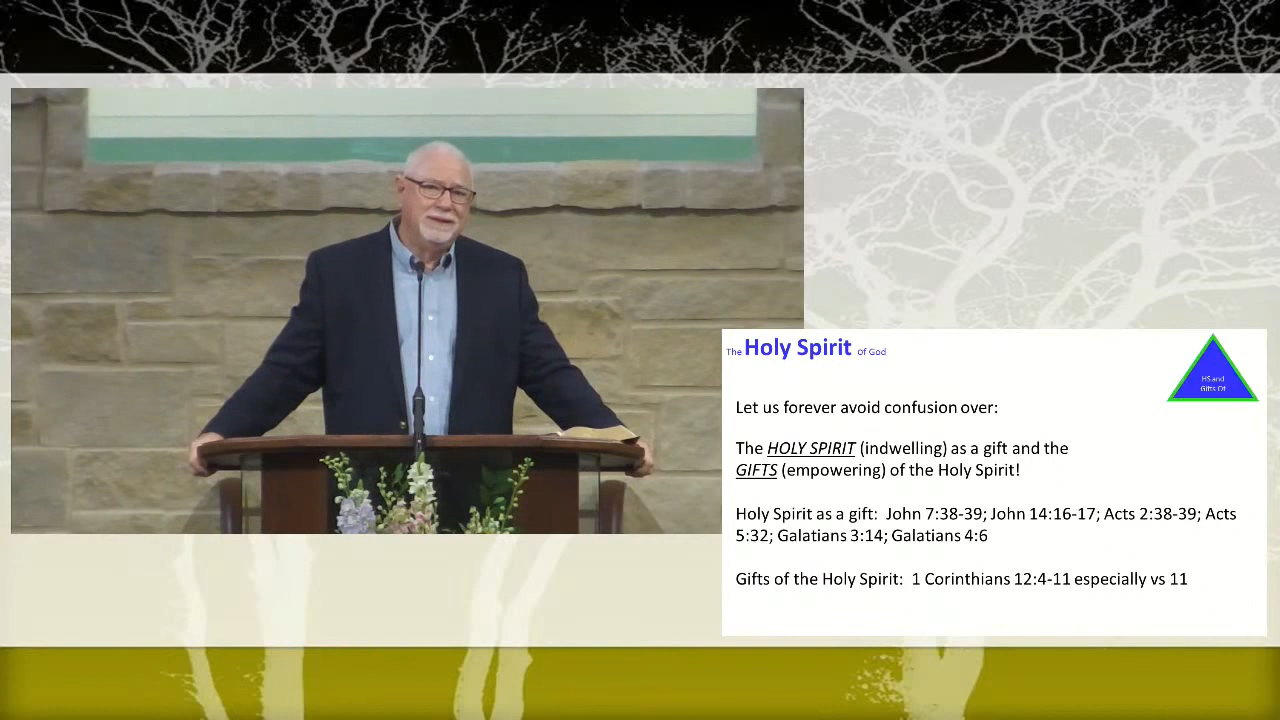 The Holy Spirit Of God
HS and
Gifts Of
Let us forever avoid confusion over:
The HOLY SPIRIT (indwelling) as a gift and the
GIFTS (empowering) of the Holy Spirit!
Holy Spirit as a gift:  John 7:38-39; John 14:16-17; Acts 2:38-39; Acts
5:32; Galatians 3:14; Galatians 4:6
Gifts of the Holy Spirit:  1 Corinthians 12:4-11 especially vs 11